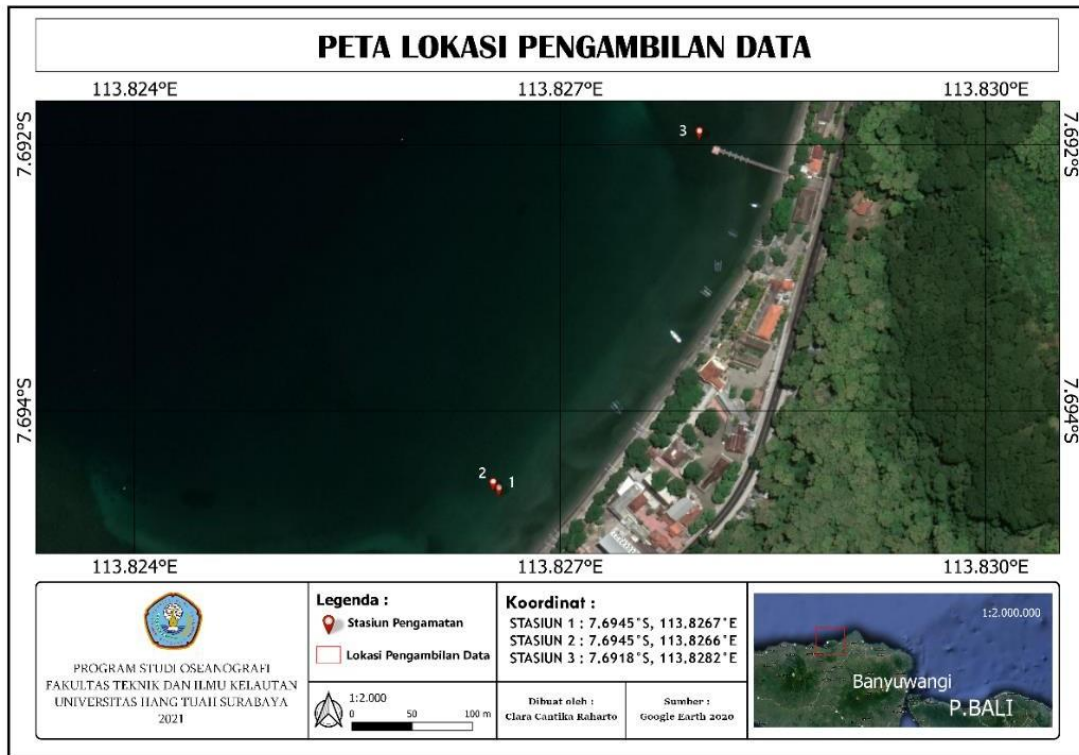 PETA LOKASI PENGAMBILAN DATA
113.824°E 113.827°E 113.830°E
7.692°S 7.692°S
7.694°S 7.694°S
3
2 1
113.824°E 113.827°E 113.830°E
PROGRAM STUDI OSEANOGRAFI
FAKULTAS TEKNIK DAN ILMU KELAUTAN
UNIVERSITAS HANG TUAH SURABAYA
2021
Legenda :
Stasiun Pengamatan
Lokasi Pengambilan Data
1:2.000
0 50 100 m
Koordinat :
STASIUN 1 : 7.6945°S, 113.8267°E
STASIUN 2 : 7.6945°S, 113.8266°E
STASIUN 3 : 7.6918°S, 113.8282°E
Dibuat oleh :
Clara Cantika Raharto
Sumber :
Google Earth 2020
1:2.000.000
Banyuwangi
P.BALI